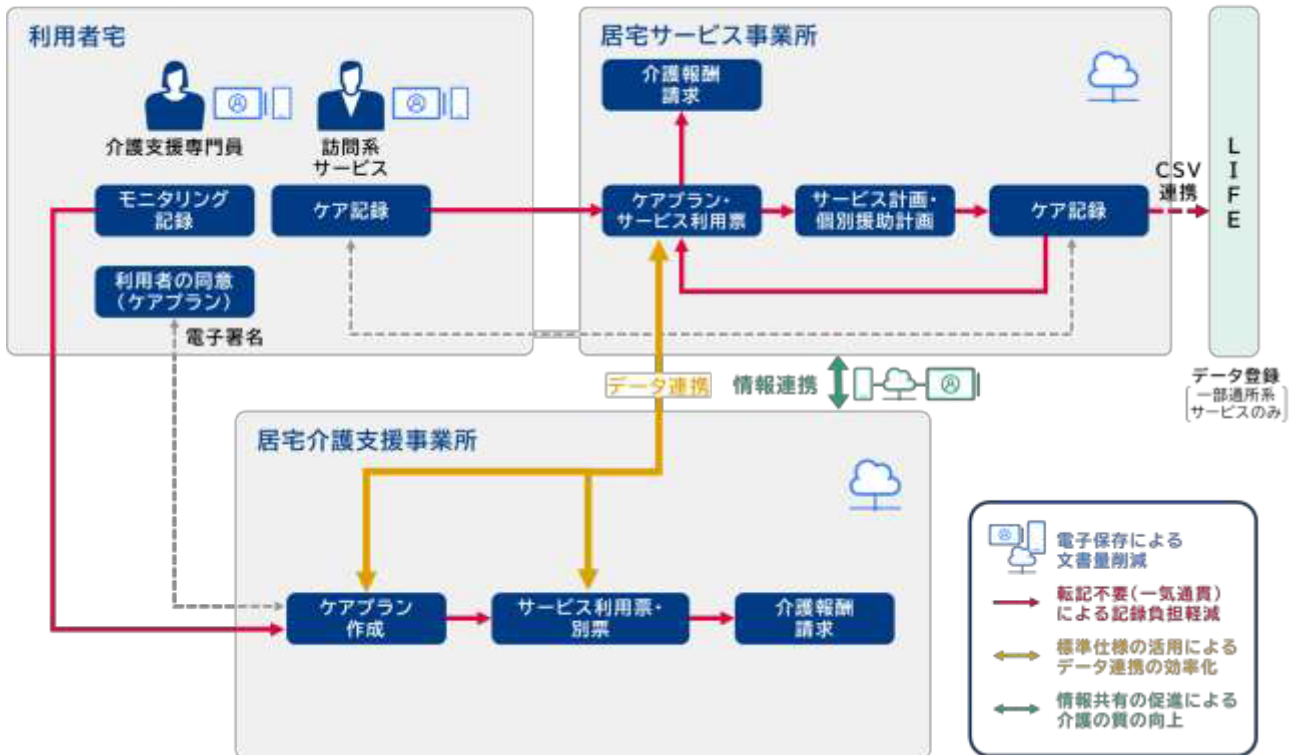 利用者宅
介護支援専門員
訪問系
サービス
モニタリング
記録
ケア記録
利用者の同意
(ケアプラン)
電子署名
居宅サービス事業所
介護報酬
請求
ケアプラン・
サービス利用票
サービス計画・
個別援助計画
ケア記録
CSV
連携
LIFE
データ登録
一部通所系
サービスのみ
データ連携
情報連携
居宅介護支援事業所
ケアプラン
作成
サービス利用票・
別票
介護報酬
請求
電子保存による
文書量削減
転記不要(一気通貫)
による記録負担軽減
標準仕様の活用による
データ連携の効率化
情報共有の促進による
介護の質の向上